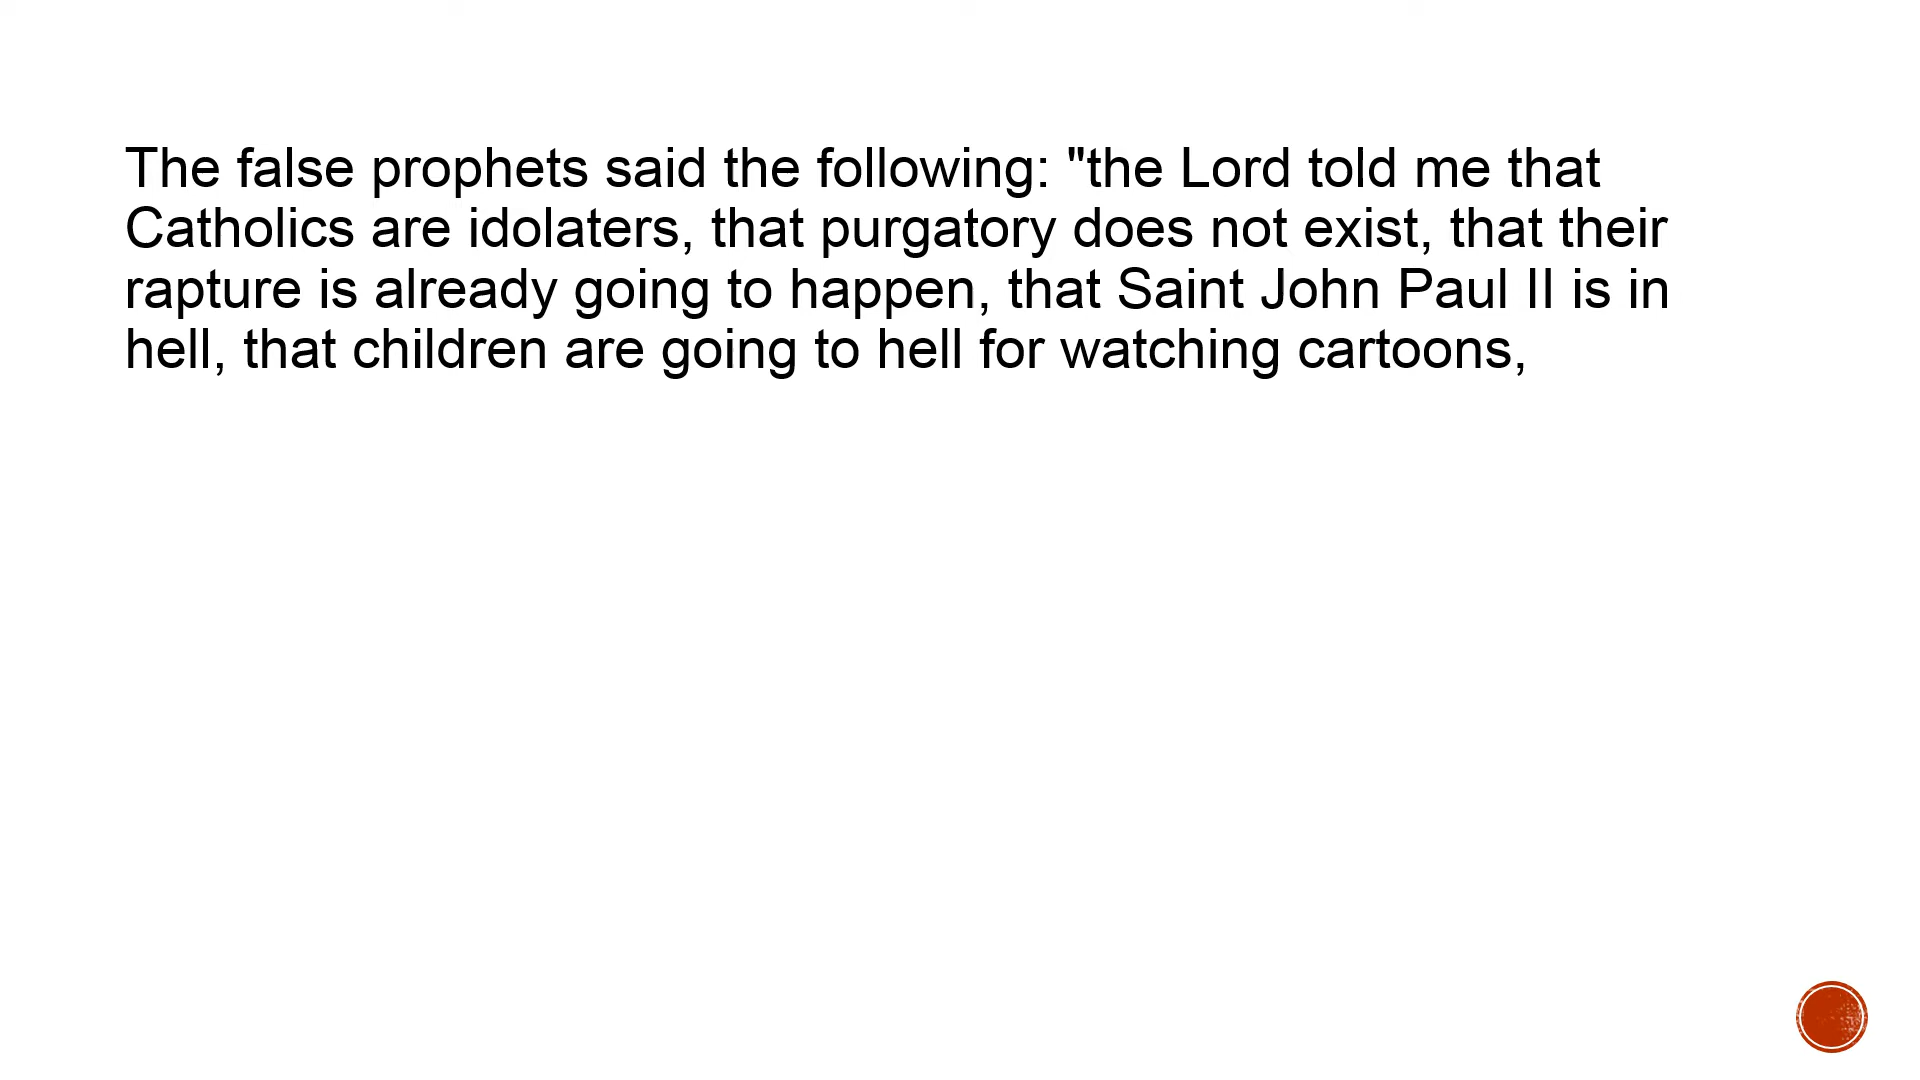 The false prophets said the following: "the Lord told me that
Catholics are idolaters, that purgatory does not exist, that their
rapture is already going to happen, that Saint John Paul II is in
hell, that children are going to hell for watching cartoons,